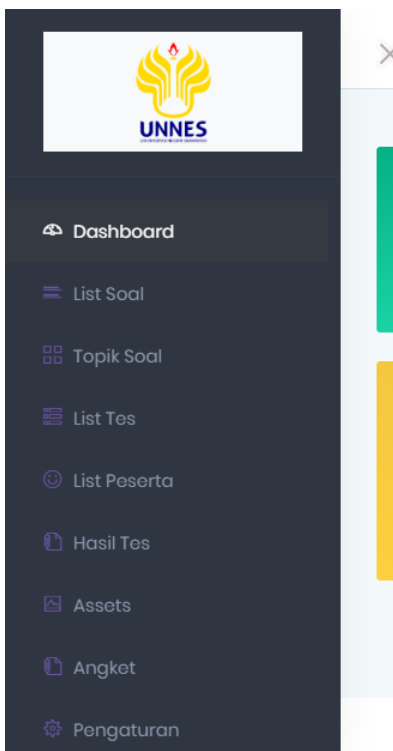 UNNES
Dashboard
List Soal
Topik Soal
List Tes
List Peserta
Hasil Tes
Assets
Angket
Pengaturan